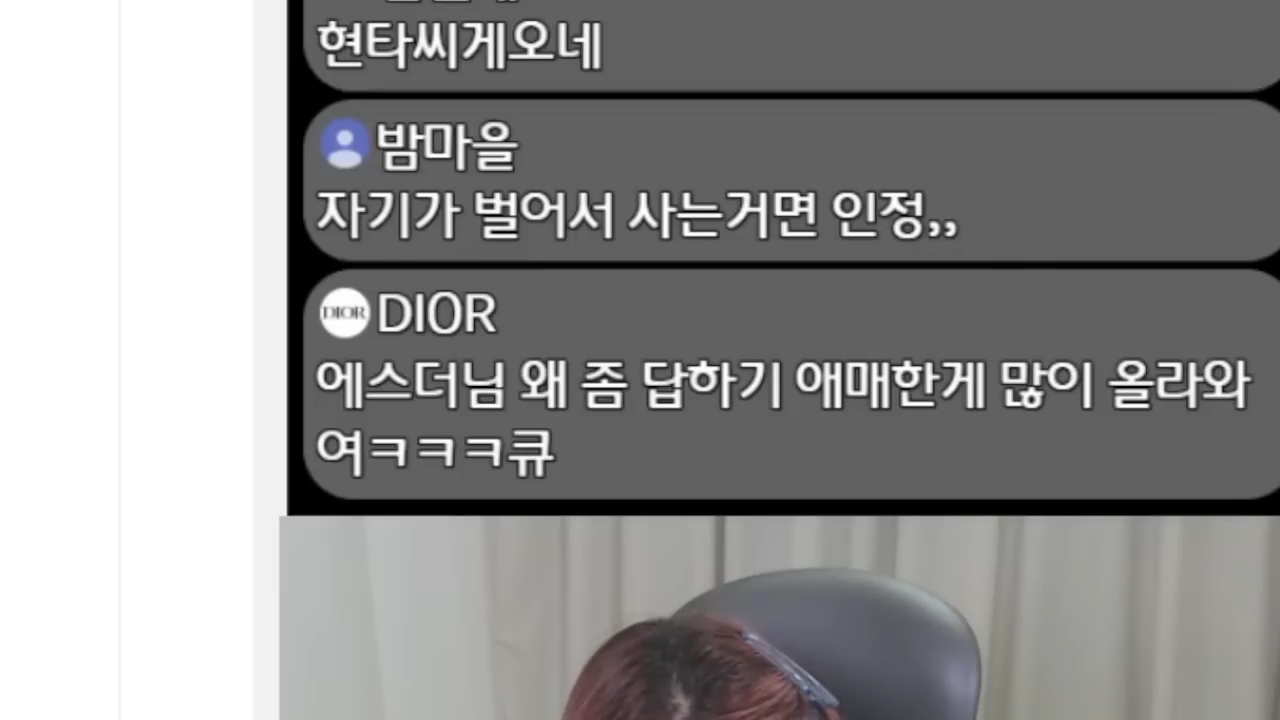 현타씨게오네
밤마을
자기가 벌어서 사는거면 인정,,
DIOR DIOR
에스더님 왜 좀 답하기 애매한게 많이 올라와
여ㅋㅋㅋ큐